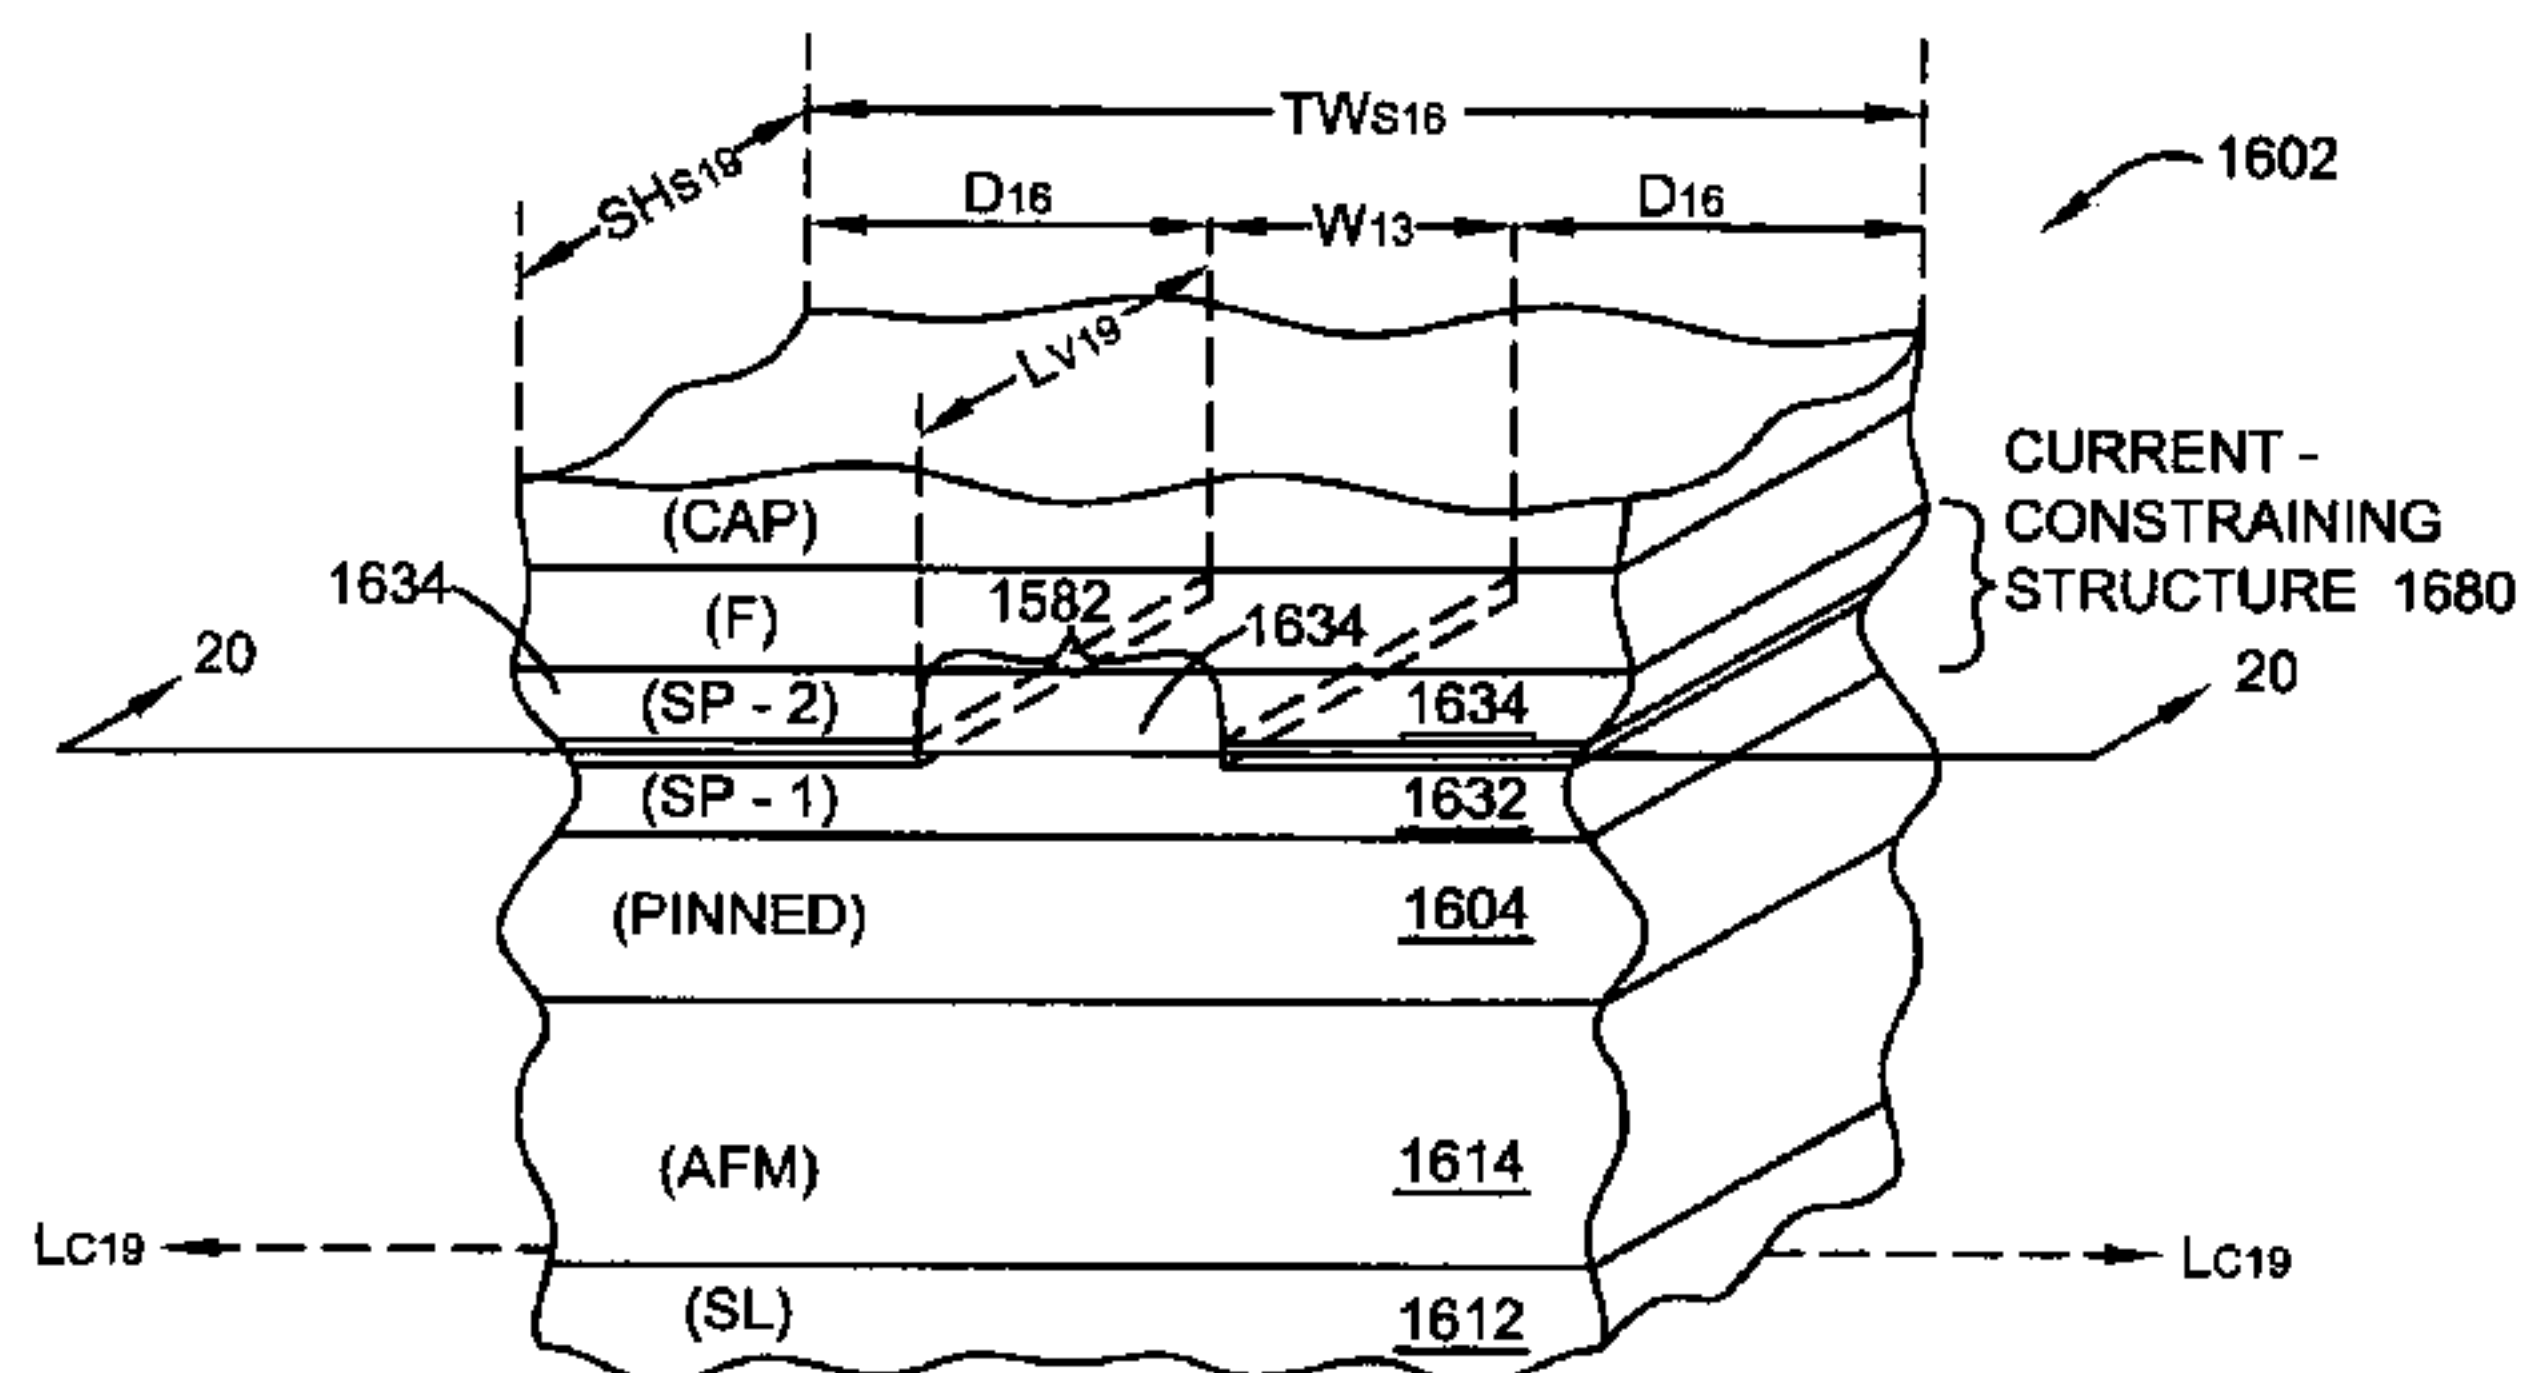 TWS16
SHS19
1602
D16
W13
D16
LV19
CURRENT -
CONSTRAINING
STRUCTURE 1680
(CAP)
1634
(F)
1582
1634
20
20
(SP - 2)
1634
(SP - 1)
1632
(PINNED)
1604
(AFM)
1614
LC19
LC19
(SL)
1612